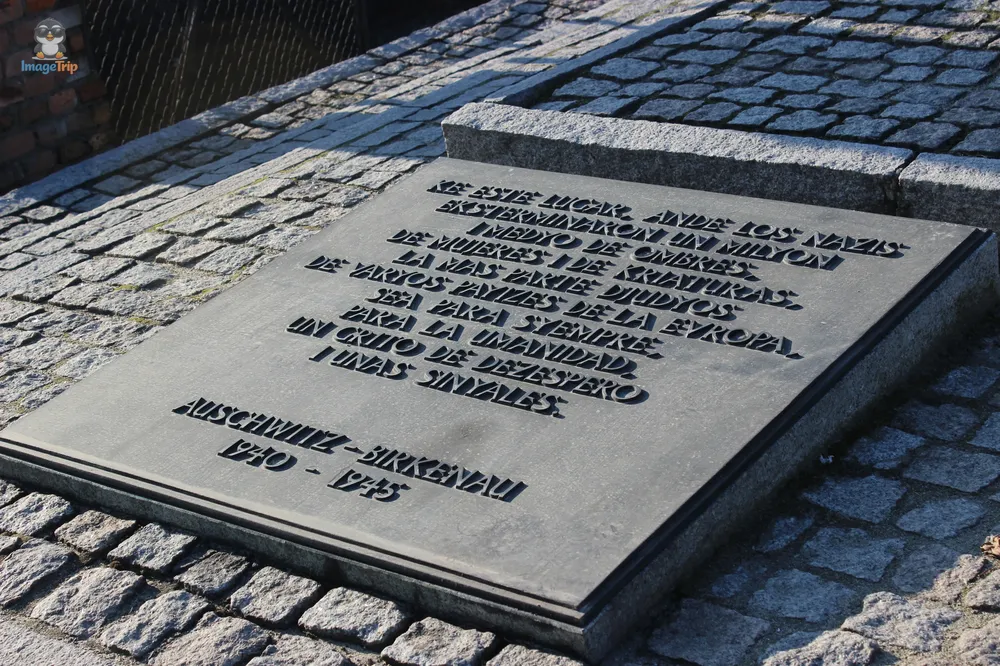 ImageTrip
KE ESTE LUGAR, ANDE LOS NAZIS
EKSTERMINARON UN MILYON
I MEDIO DE OMBRES,
DE MUJERES I DE KRIATURAS,
LA MAS PARTE DJUDYOS
DE VARYOS PAYIZES DE LA EVROPA,
SEA PARA SYEMPRE,
PARA LA UMANIDAD,
UN GRITO DE DEZESPERO
I UNAS SINYALES.
AUSCHWITZ-BIRKENAU
1940 - 1945